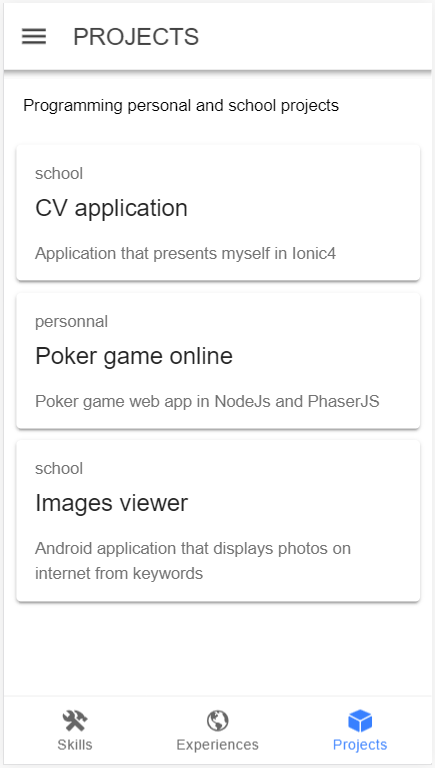 PROJECTS
Programming personal and school projects
school
CV application
Application that presents myself in Ionic4
personnal
Poker game online
Poker game web app in NodeJs and PhaserJS
school
Images viewer
Android application that displays photos on
internet from keywords
Skills
Experiences
Projects